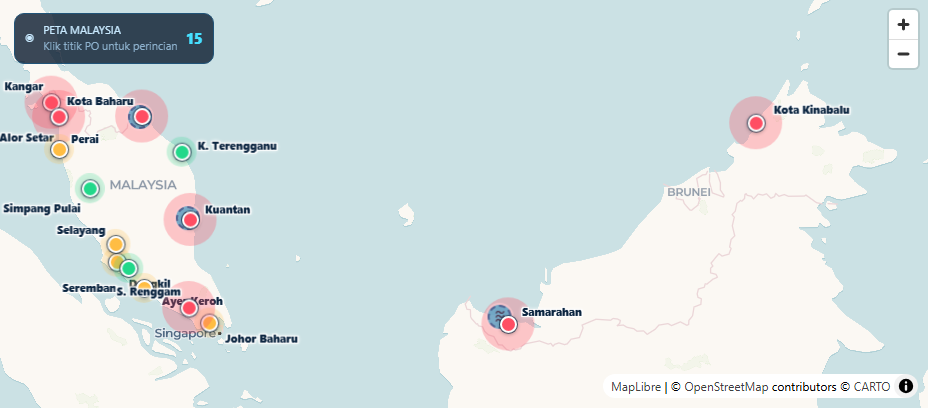 PETA MALAYSIA
Klik titik PO untuk perincian
15
+
−
Kangar
Kota Baharu
Kota Kinabalu
Alor Setar
Perai
K. Terengganu
MALAYSIA
BRUNEI
Simpang Pulai
Kuantan
Selayang
Seremban
S. Renggam
Ayer Keroh
Samarahan
Singapore
Johor Baharu
MapLibre | © OpenStreetMap contributors © CARTO